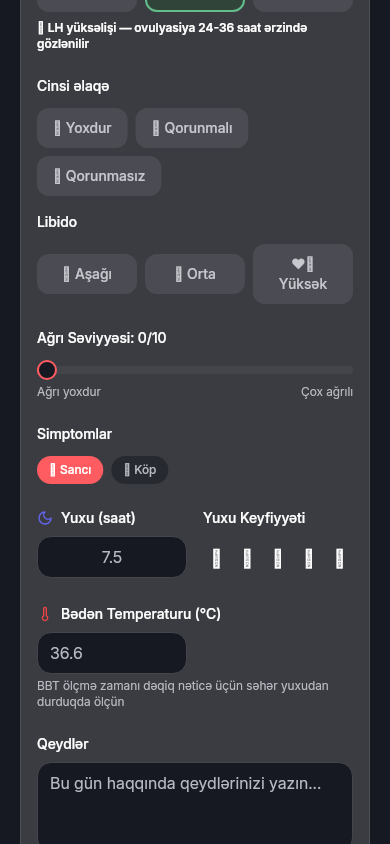 LH yüksəlişi — ovulyasiya 24-36 saat ərzində
gözlənilir
Cinsi əlaqə
Yoxdur
Qorunmalı
Qorunmasız
Libido
Aşağı
Orta
Yüksək
Ağrı Səviyyəsi: 0/10
Ağrı yoxdur
Çox ağrılı
Simptomlar
Sancı
Köp
Yuxu (saat)
Yuxu Keyfiyyəti
7.5
Bədən Temperaturu (°C)
36.6
BBT ölçmə zamanı dəqiq nəticə üçün səhər yuxudan
durduqda ölçün
Qeydlər
Bu gün haqqında qeydlərinizi yazın...